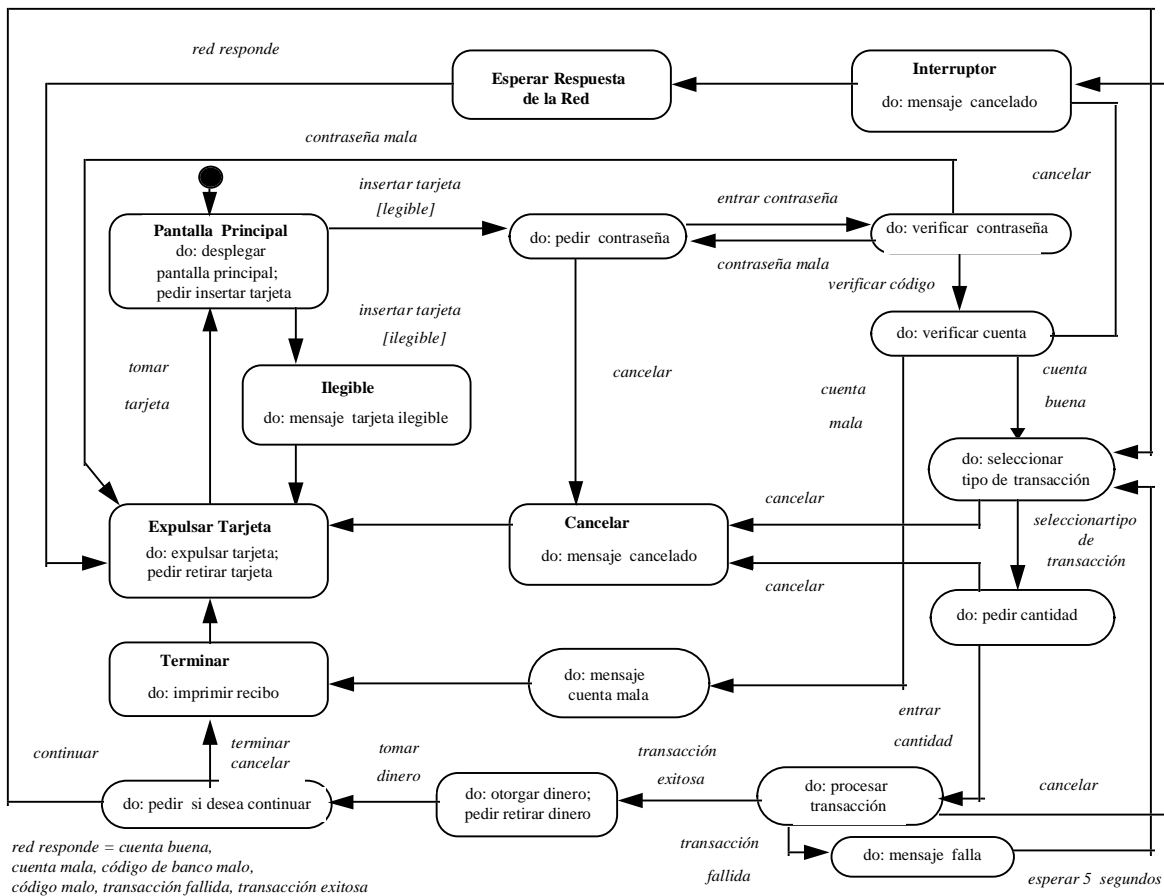 red responde
Esperar Respuesta
de la Red
Interruptor
do: mensaje cancelado
contraseña mala
cancelar
insertar tarjeta
[legible]
entrar contraseña
Pantalla Principal
do: desplegar
pantalla principal;
pedir insertar tarjeta
do: pedir contraseña
do: verificar contraseña
contraseña mala
verificar código
insertar tarjeta
[ilegible]
do: verificar cuenta
tomar
tarjeta
Ilegible
do: mensaje tarjeta ilegible
cancelar
cuenta
mala
cuenta
buena
do: seleccionar
tipo de transacción
cancelar
Expulsar Tarjeta
do: expulsar tarjeta;
pedir retirar tarjeta
Cancelar
do: mensaje cancelado
seleccionartipo
de
transacción
cancelar
do: pedir cantidad
Terminar
do: imprimir recibo
do: mensaje
cuenta mala
entrar
cantidad
continuar
terminar
cancelar
tomar
dinero
transacción
exitosa
do: pedir si desea continuar
do: otorgar dinero;
pedir retirar dinero
do: procesar
transacción
cancelar
transacción
fallida
do: mensaje falla
esperar 5 segundos
red responde = cuenta buena,
cuenta mala, código de banco malo,
código malo, transacción fallida, transacción exitosa